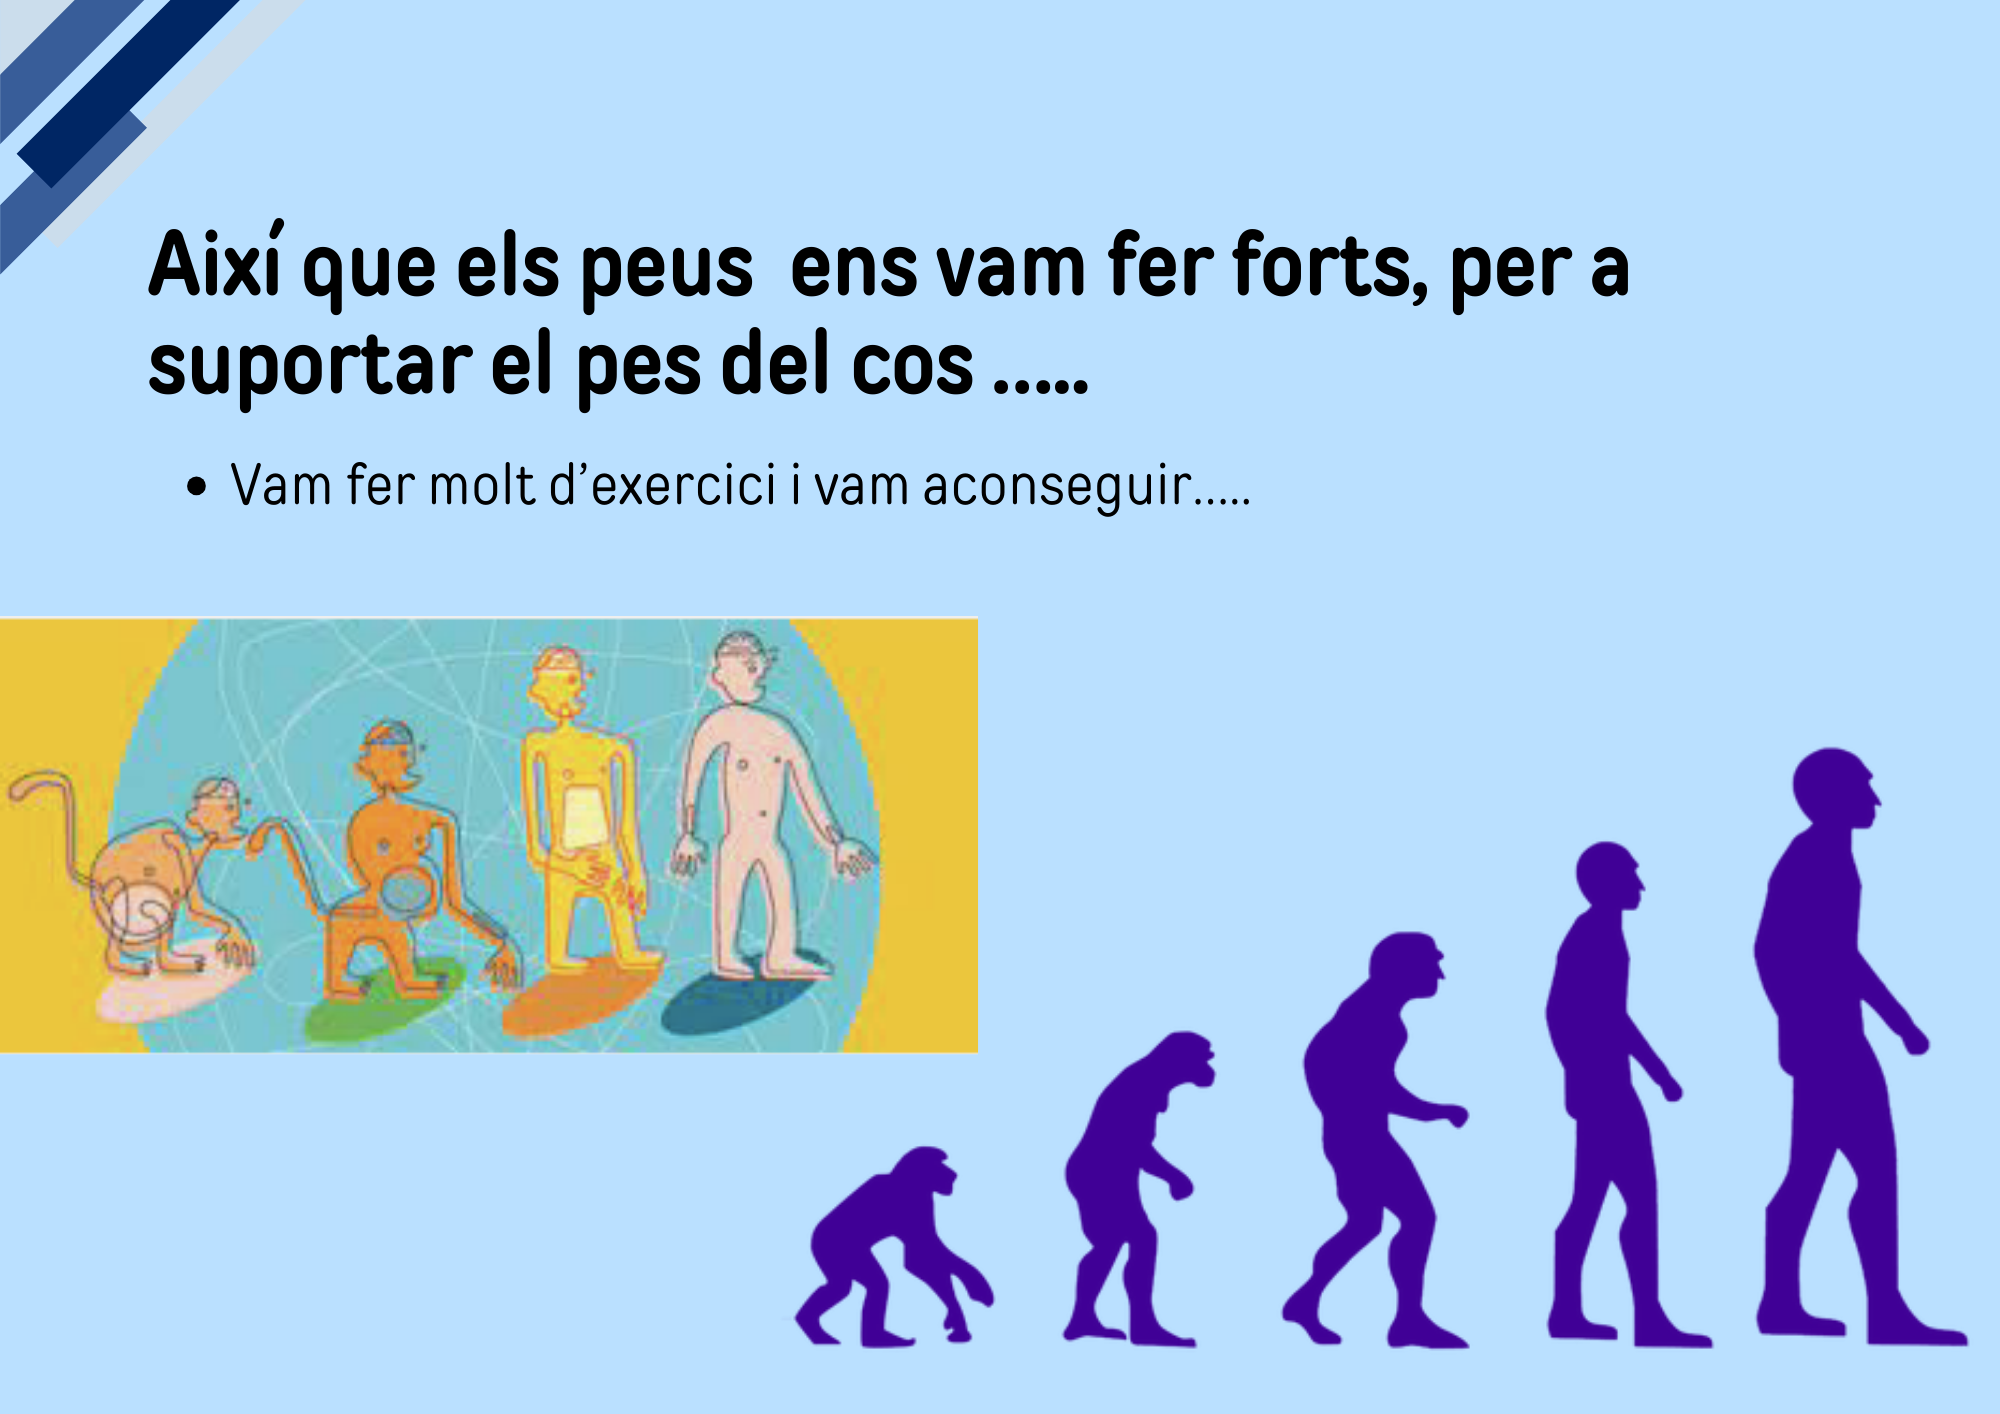 Així que els peus  ens vam fer forts, per a
suportar el pes del cos .....
• Vam fer molt d’exercici i vam aconseguir.....